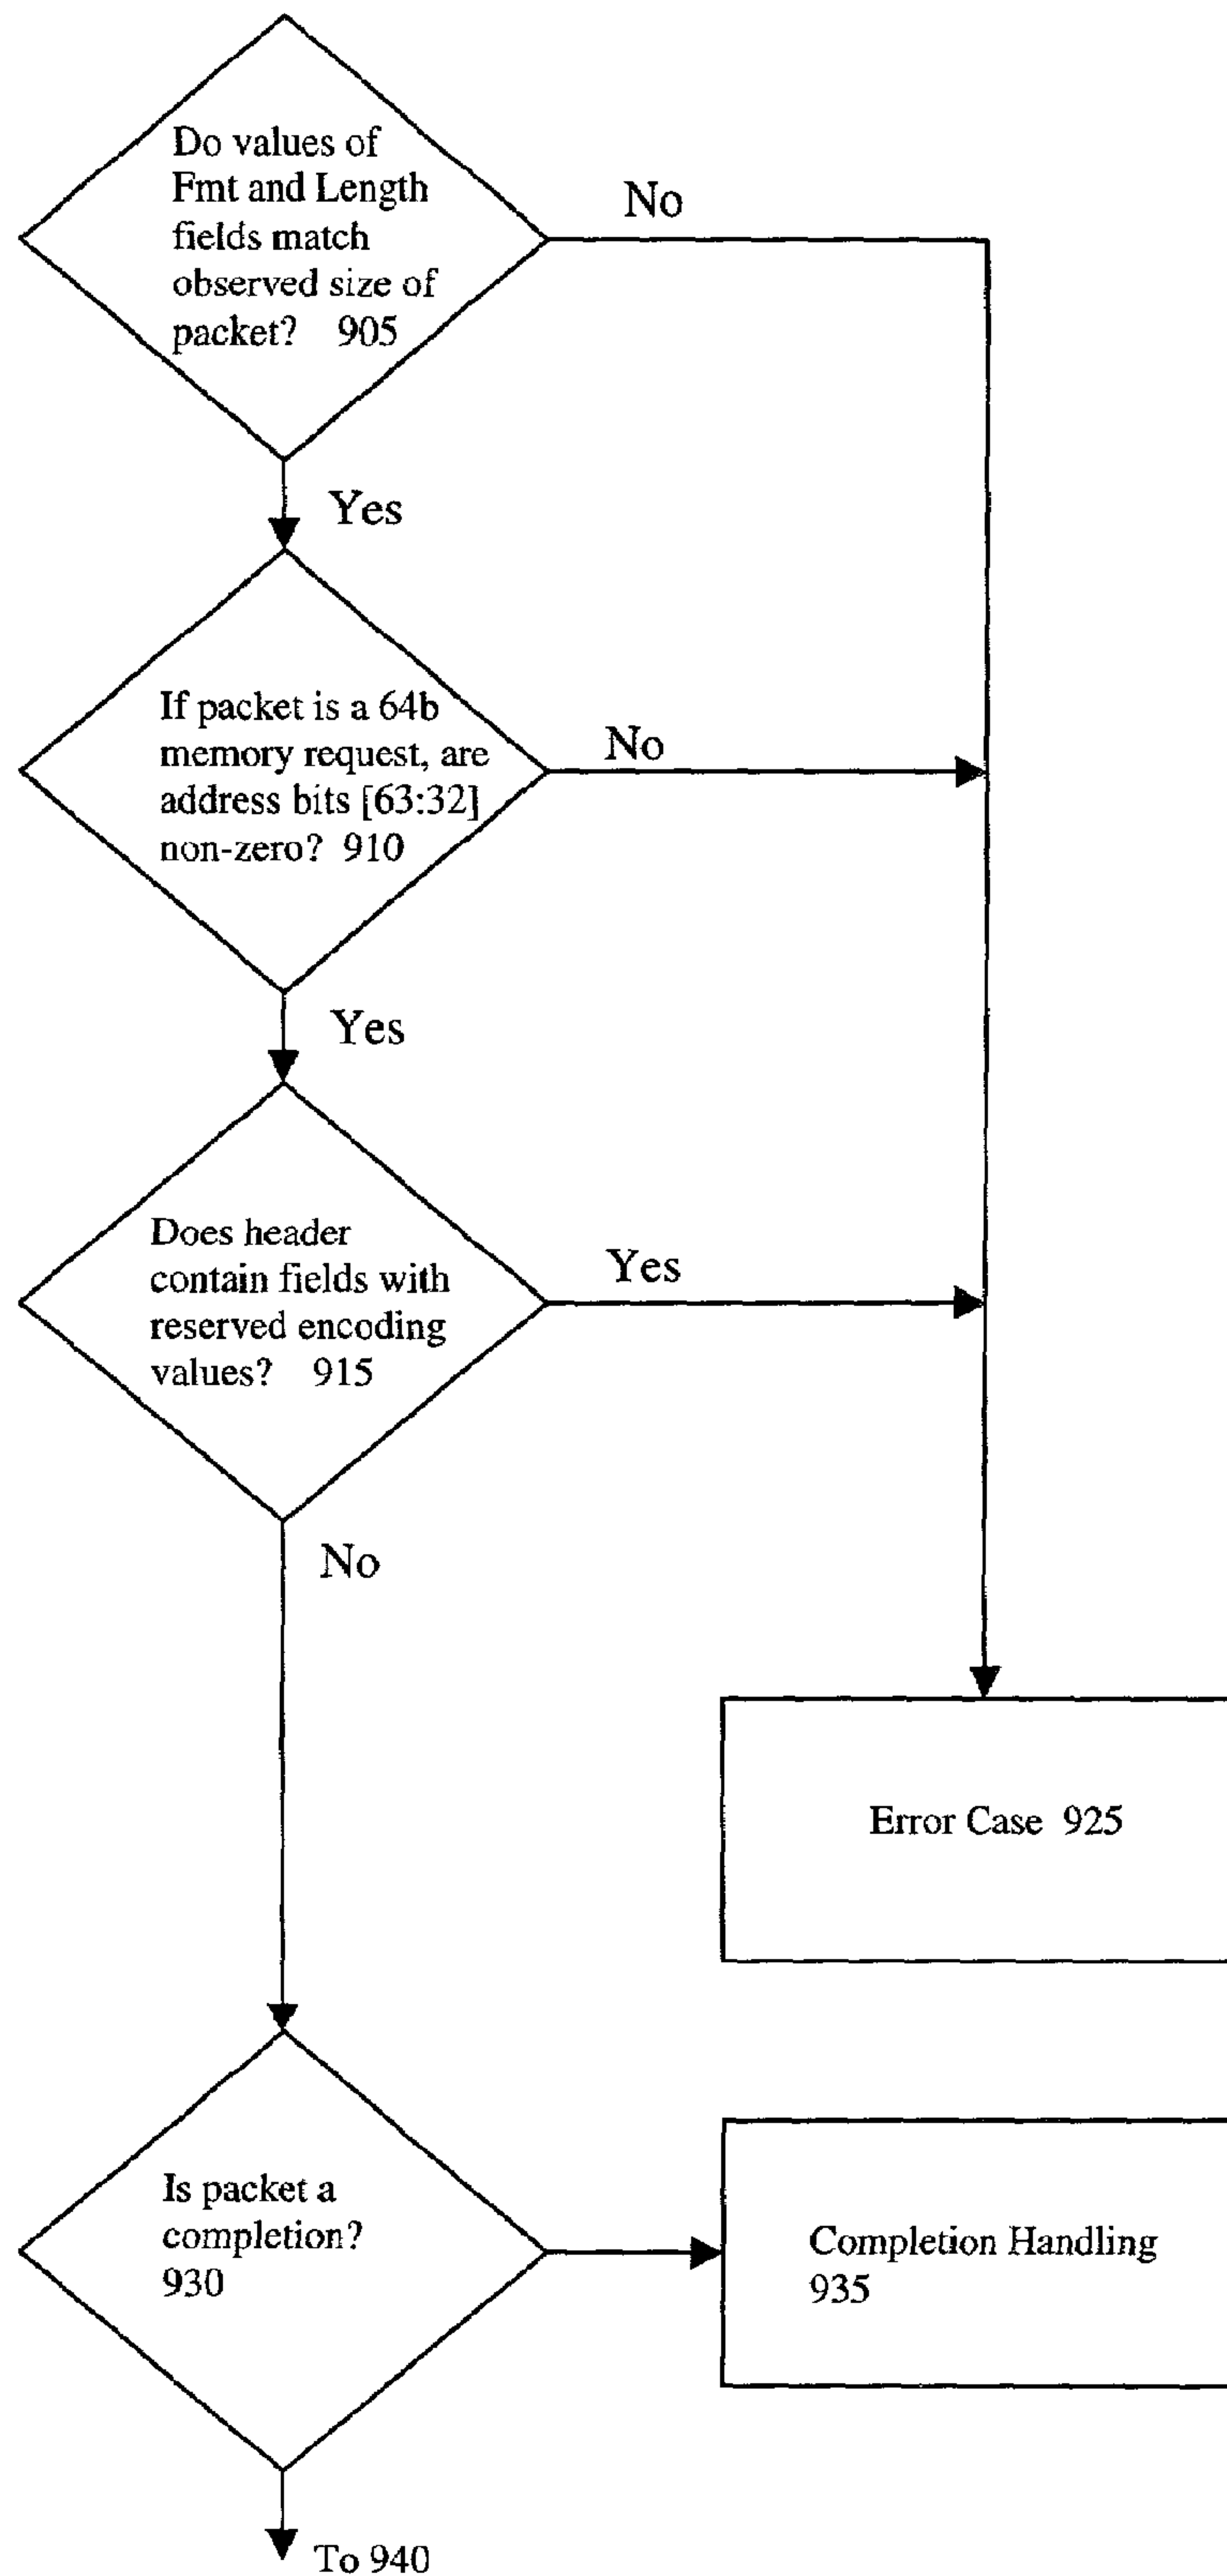 Do values of
Fmt and Length
fields match
observed size of
packet? 905
No
Yes
If packet is a 64b
memory request, are
address bits [63:32]
non-zero? 910
No
Yes
Does header
contain fields with
reserved encoding
values? 915
Yes
No
Error Case 925
Is packet a
completion?
930
Completion Handling
935
To 940